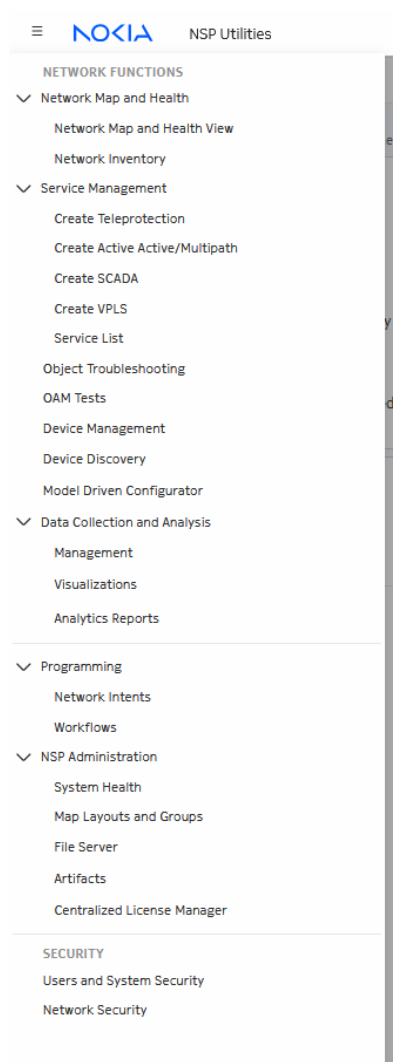 NOKIA NSP Utilities
NETWORK FUNCTIONS
Network Map and Health
Network Map and Health View
Network Inventory
Service Management
Create Teleprotection
Create Active Active/Multipath
Create SCADA
Create VPLS
Service List
Object Troubleshooting
OAM Tests
Device Management
Device Discovery
Model Driven Configurator
Data Collection and Analysis
Management
Visualizations
Analytics Reports
Programming
Network Intents
Workflows
NSP Administration
System Health
Map Layouts and Groups
File Server
Artifacts
Centralized License Manager
SECURITY
Users and System Security
Network Security